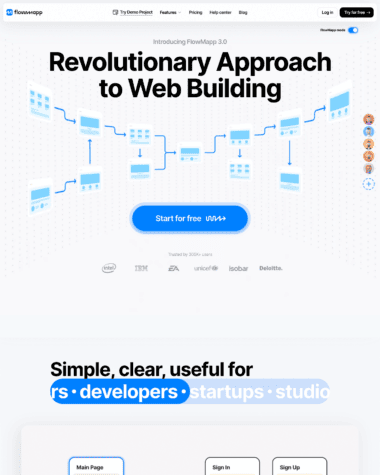 FlowMapp
Try Demo Project
Features
Pricing
Help center
Blog
Log in
Try for free →
Introducing FlowMapp 3.0
Revolutionary Approach
to Web Building
Start for free
intel
IBM
EA
unicef
isobar
Deloitte.
Simple, clear, useful for
rs • developers • startups • studio
Main Page
Sign In
Sign Up